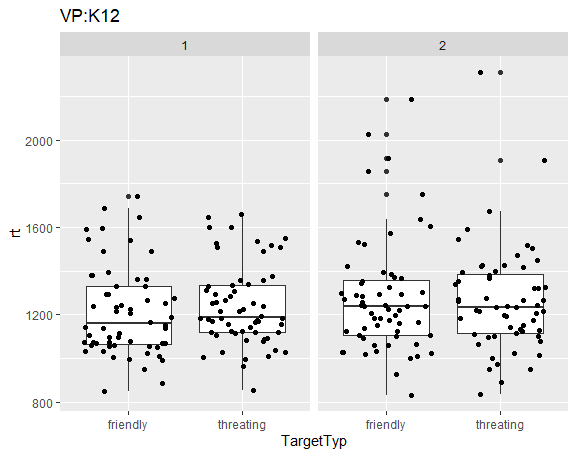 VP:K12
1 2
rt
2000
1600
1200
800
friendly threating friendly threating
TargetTyp